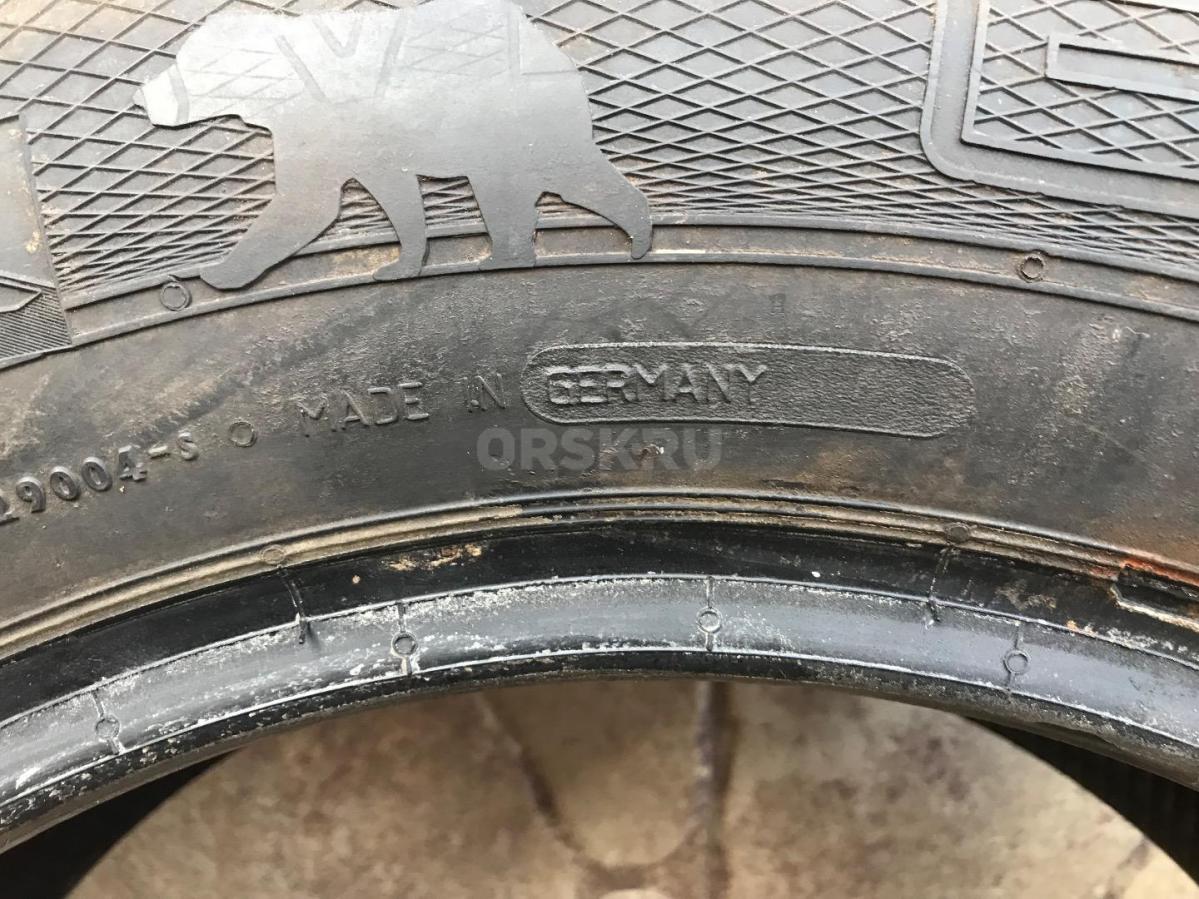 29004-S
MADE IN GERMANY
ORSK.RU